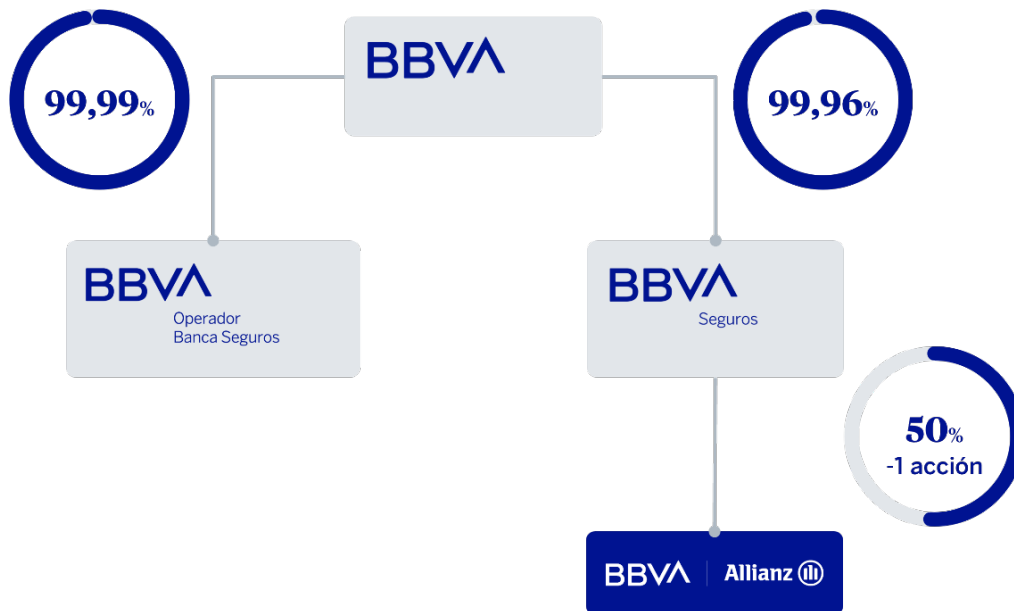 BBVA
99,99%
99,96%
BBVA
Operador
Banca Seguros
BBVA
Seguros
50%
-1 acción
BBVA | Allianz